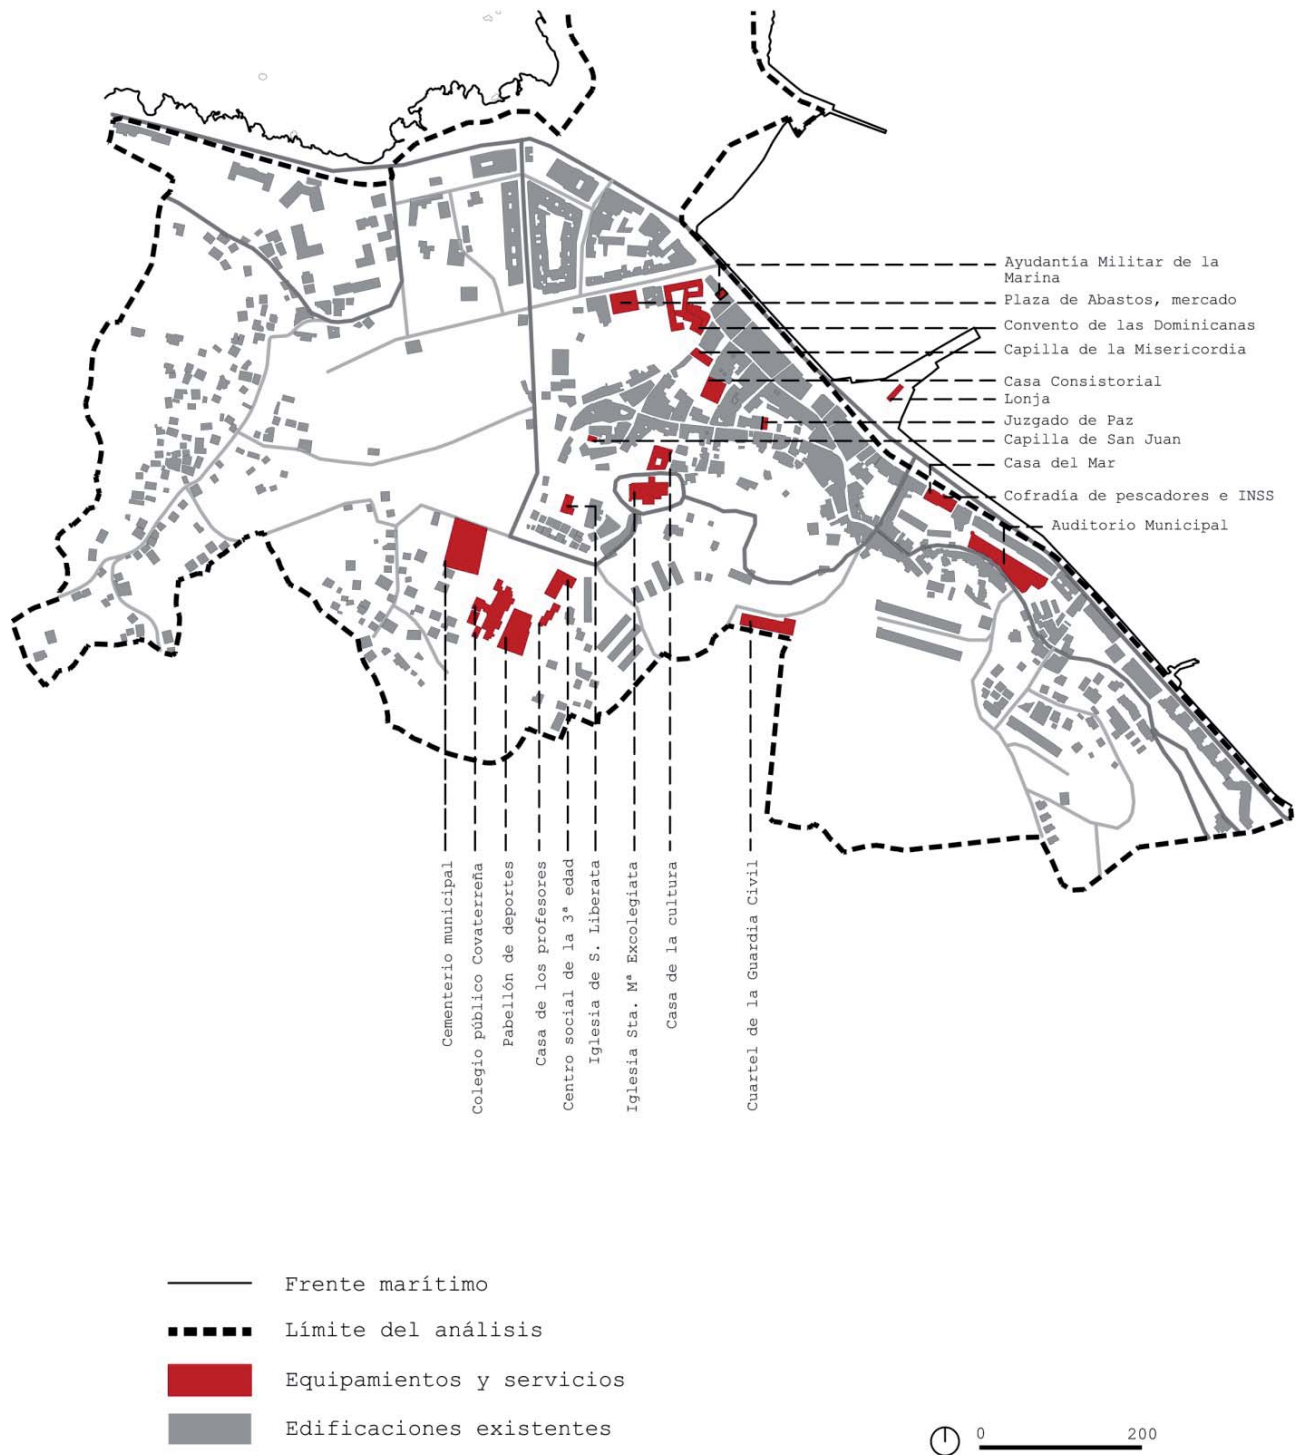 Ayudantía Militar de la
Marina
Plaza de Abastos, mercado
Convento de las Dominicanas
Capilla de la Misericordia
Casa Consistorial
Lonja
Juzgado de Paz
Capilla de San Juan
Casa del Mar
Cofradía de pescadores e INSS
Auditorio Municipal
Cementerio municipal
Colegio público Covaterreña
Pabellón de deportes
Casa de los profesores
Centro social de la 3ª edad
Iglesia de S. Liberata
Iglesia Sta. Mª Excolegiata
Casa de la cultura
Cuartel de la Guardia Civil
Frente marítimo
Límite del análisis
Equipamientos y servicios
Edificaciones existentes
0 200